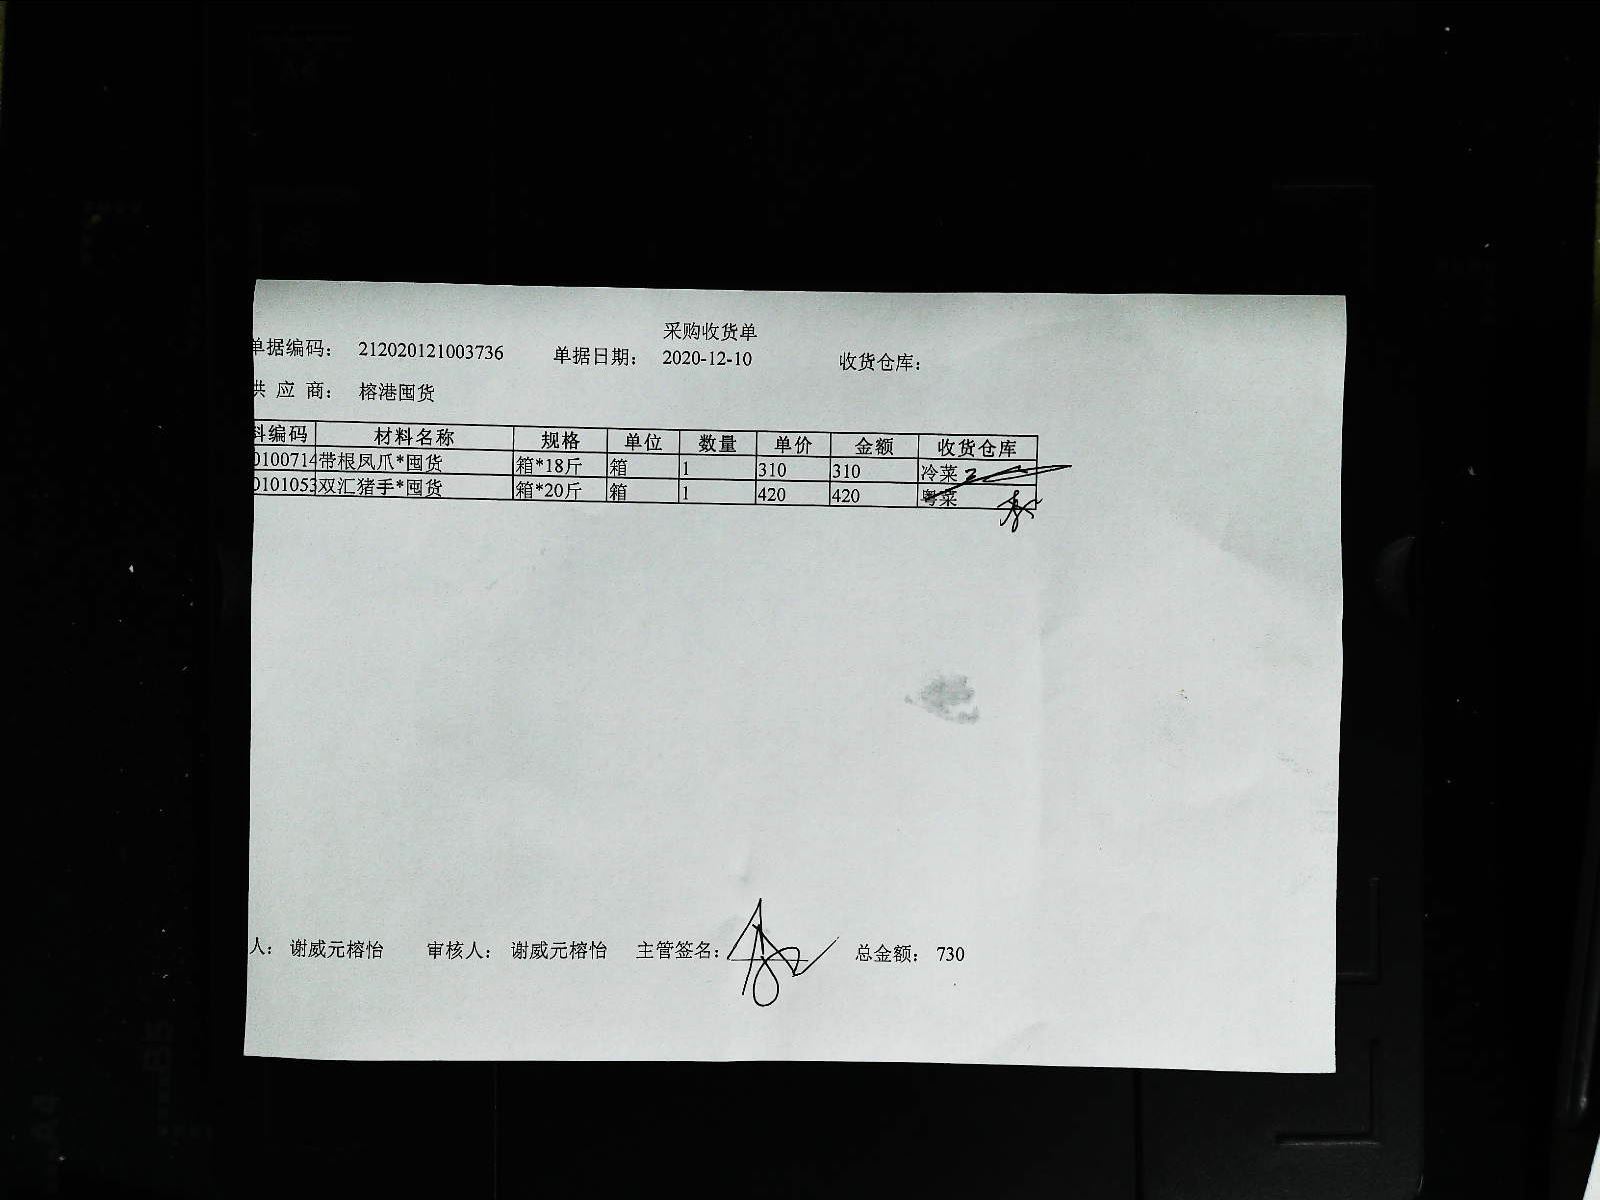 采购收货单
单据编码： 212020121003736 单据日期： 2020-12-10 收货仓库：
供 应 商： 榕港囤货
料编码 材料名称 规格 单位 数量 单价 金额 收货仓库
0100714 带根凤爪*囤货 箱*18斤 箱 1 310 310 冷菜
0101053 双汇猪手*囤货 箱*20斤 箱 1 420 420 粤菜
人： 谢威元榕怡 审核人： 谢威元榕怡 主管签名： 总金额： 730